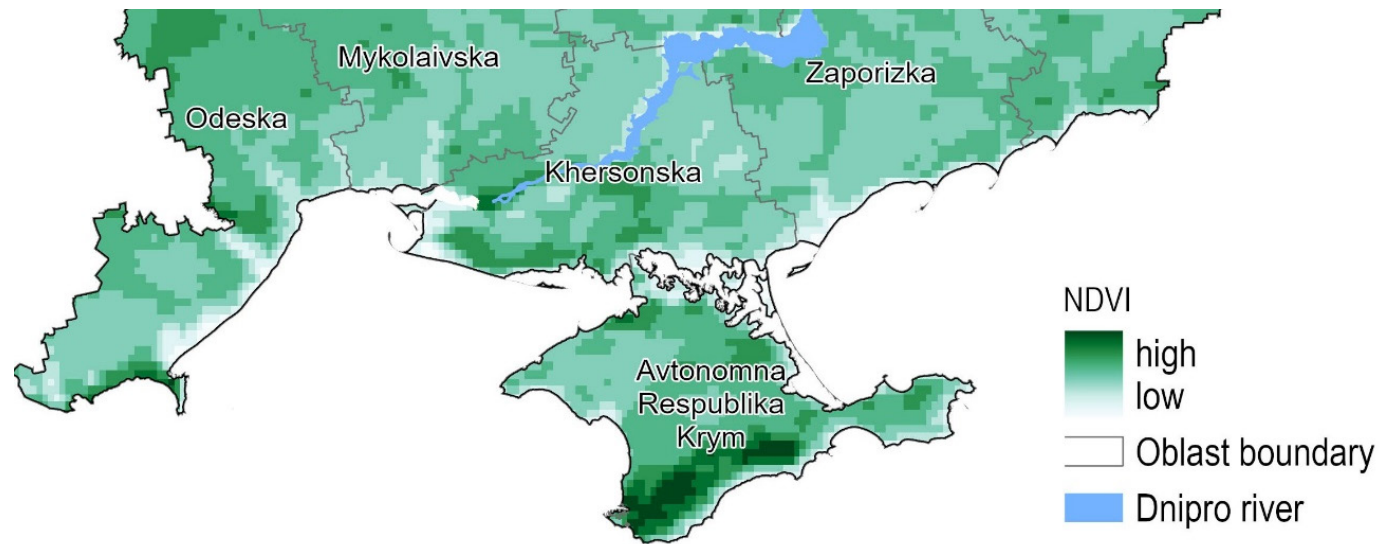 Mykolaivska
Zaporizka
Odeska
Khersonska
Avtonomna
Respublika
Krym
NDVI
high
low
Oblast boundary
Dnipro river